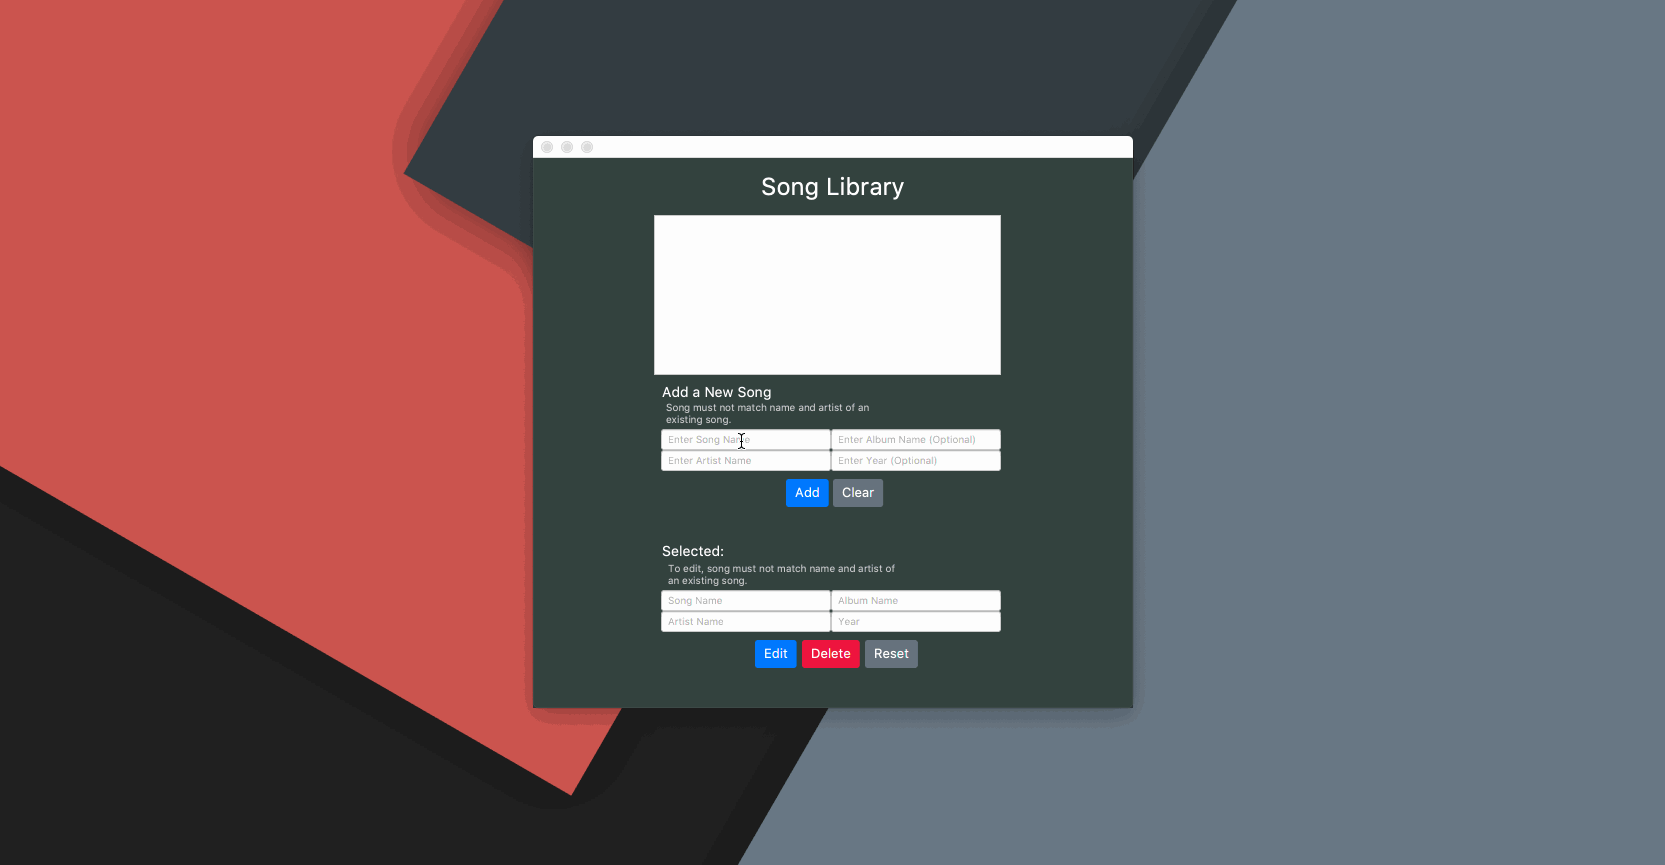 Song Library
Add a New Song
Song must not match name and artist of an
existing song.
Enter Song Name
Enter Album Name (Optional)
Enter Artist Name
Enter Year (Optional)
Add
Clear
Selected:
To edit, song must not match name and artist of
an existing song.
Song Name
Album Name
Artist Name
Year
Edit
Delete
Reset